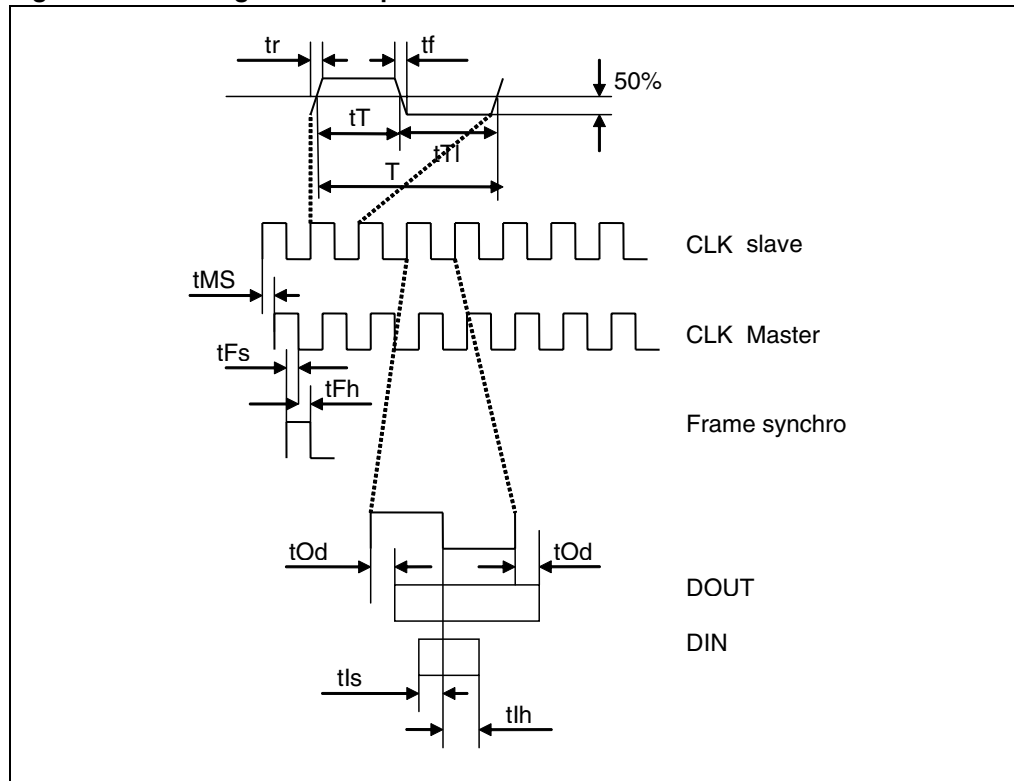 tr
tf
50%
tT
tTl
T
CLK slave
tMS
CLK Master
tFs
tFh
Frame synchro
tOd
tOd
DOUT
DIN
tIs
tIh